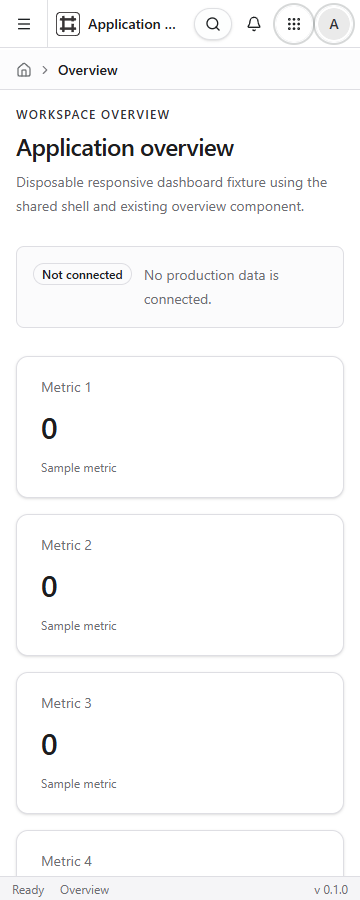 Application ...
A
Overview
WORKSPACE OVERVIEW
Application overview
Disposable responsive dashboard fixture using the
shared shell and existing overview component.
Not connected
No production data is
connected.
Metric 1
0
Sample metric
Metric 2
0
Sample metric
Metric 3
0
Sample metric
Metric 4
Ready
Overview
v 0.1.0